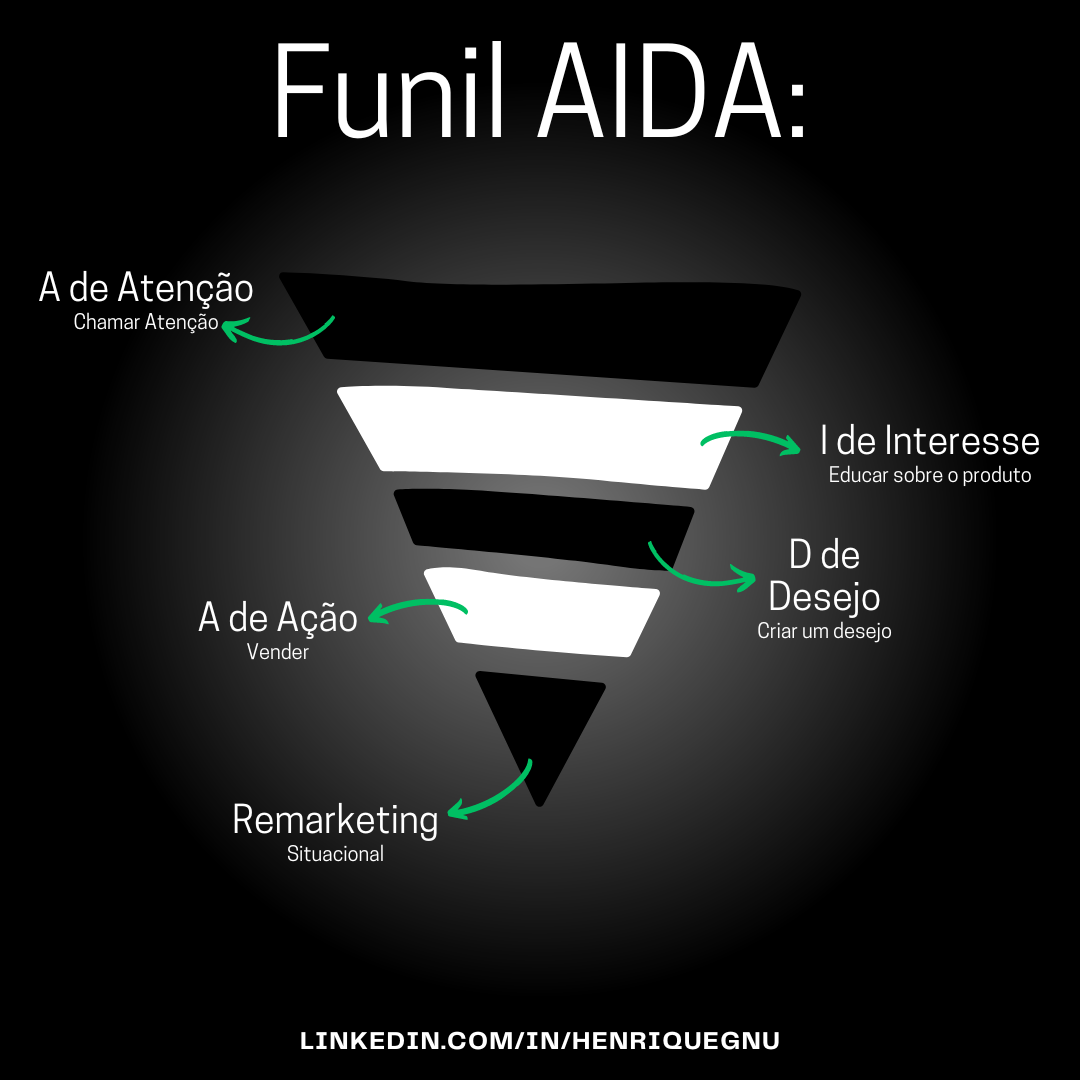 Funil AIDA:
A de Atenção
Chamar Atenção
I de Interesse
Educar sobre o produto
D de
Desejo
Criar um desejo
A de Ação
Vender
Remarketing
Situacional
LINKEDIN.COM/IN/HENRIQUEGNU